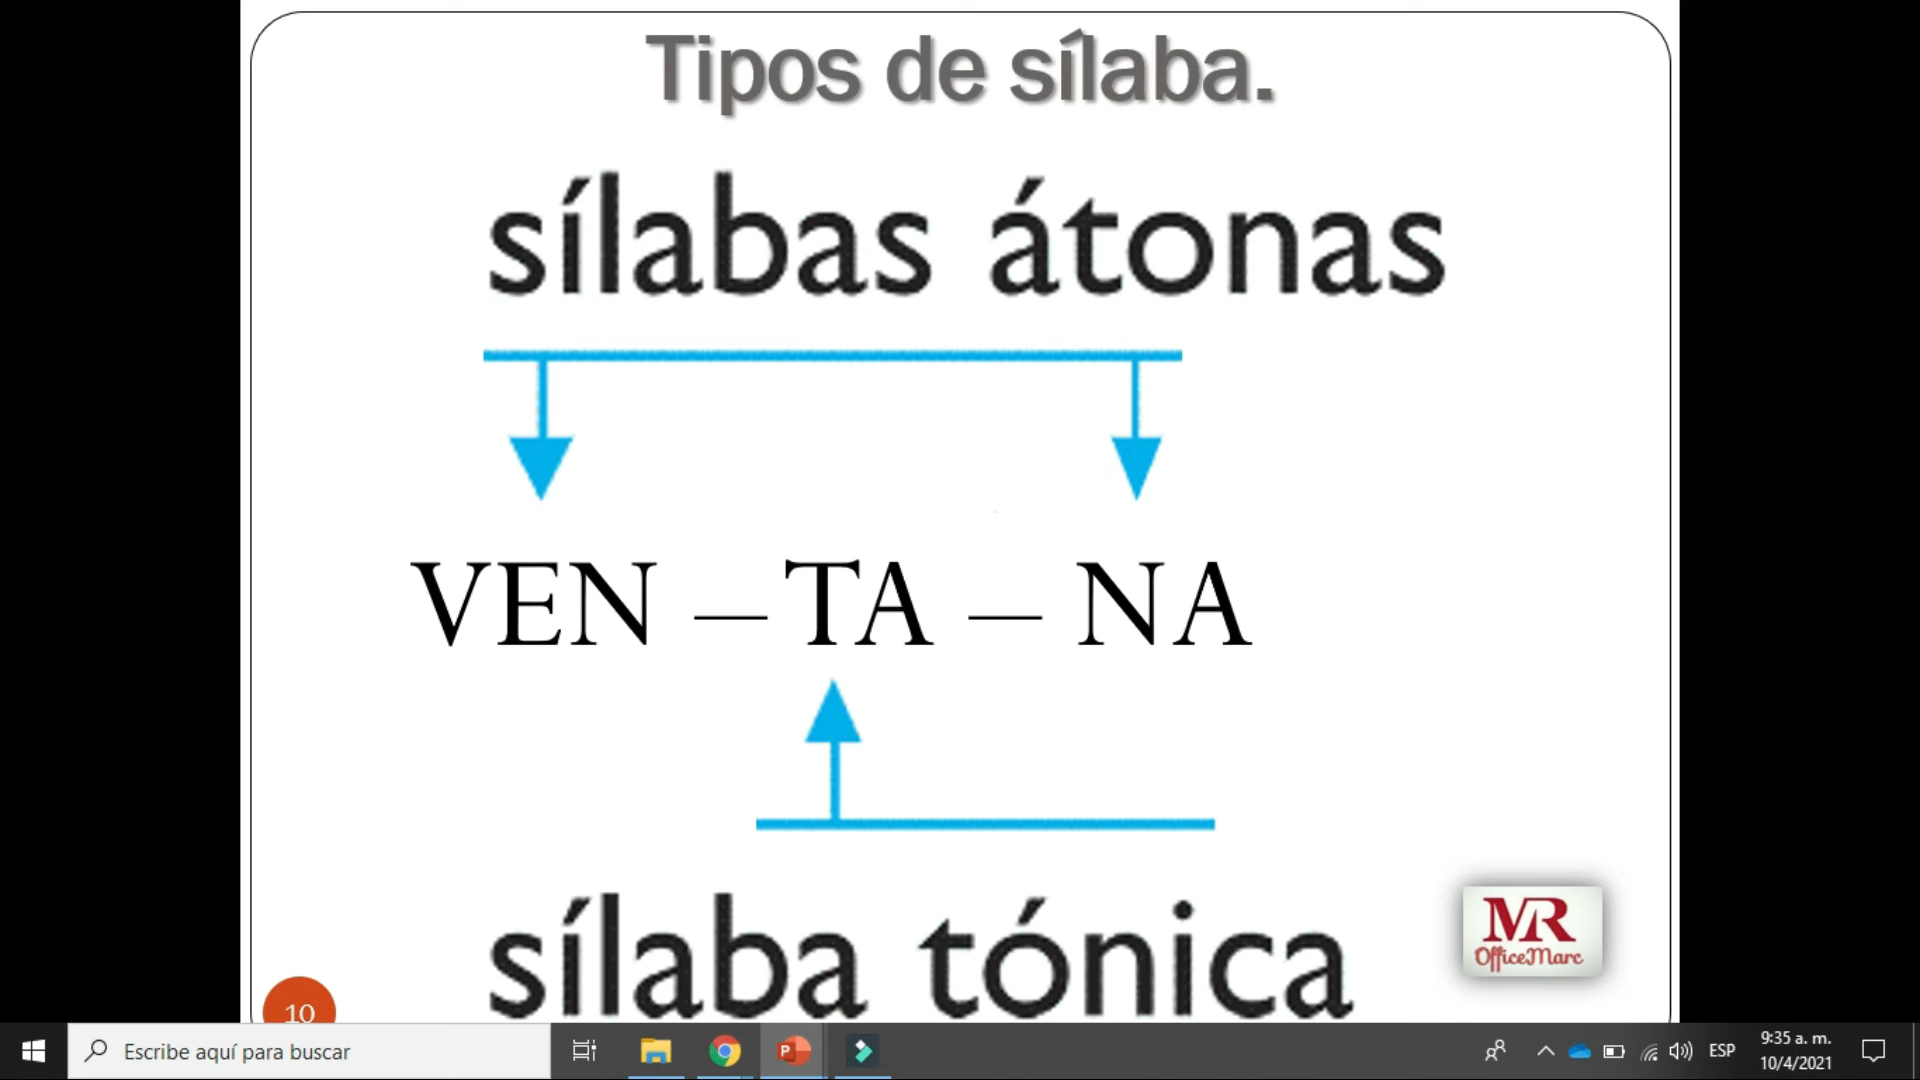 Tipos de sílaba.
sílabas átonas
VEN – TA – NA
sílaba tónica
MR
OfficeMarc
10
Escribe aquí para buscar
ESP
9:35 a. m.
10/4/2021